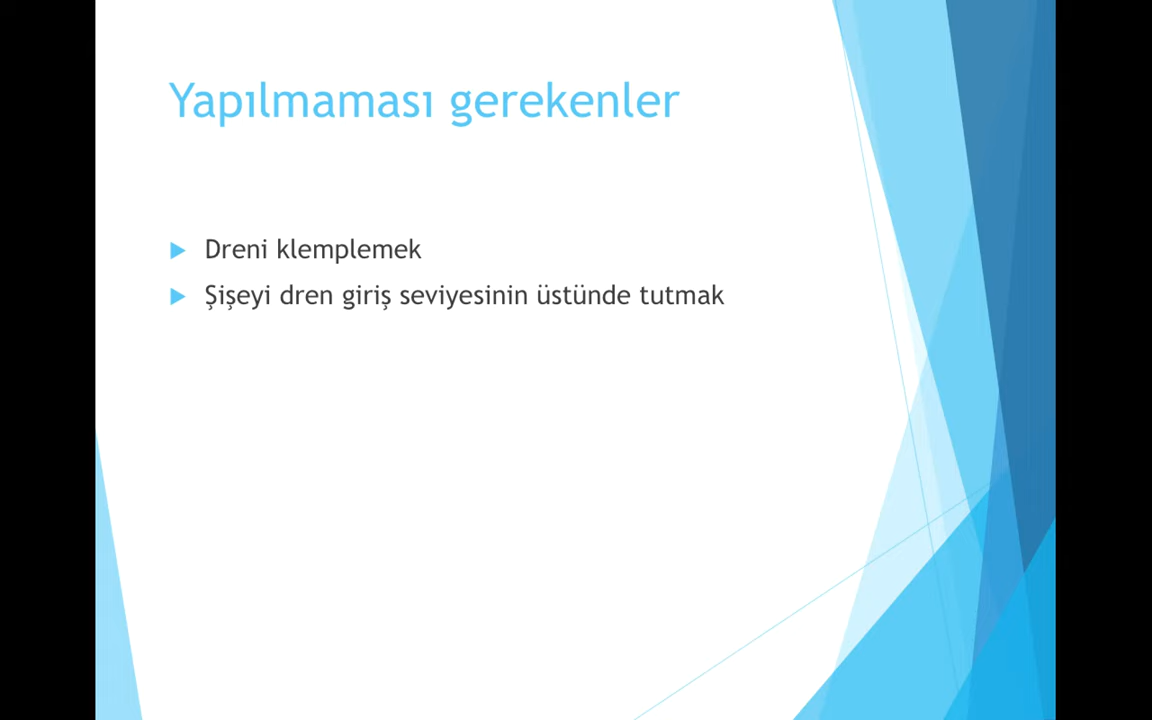 Yapılmaması gerekenler
Dreni klemplemek
Şişeyi dren giriş seviyesinin üstünde tutmak